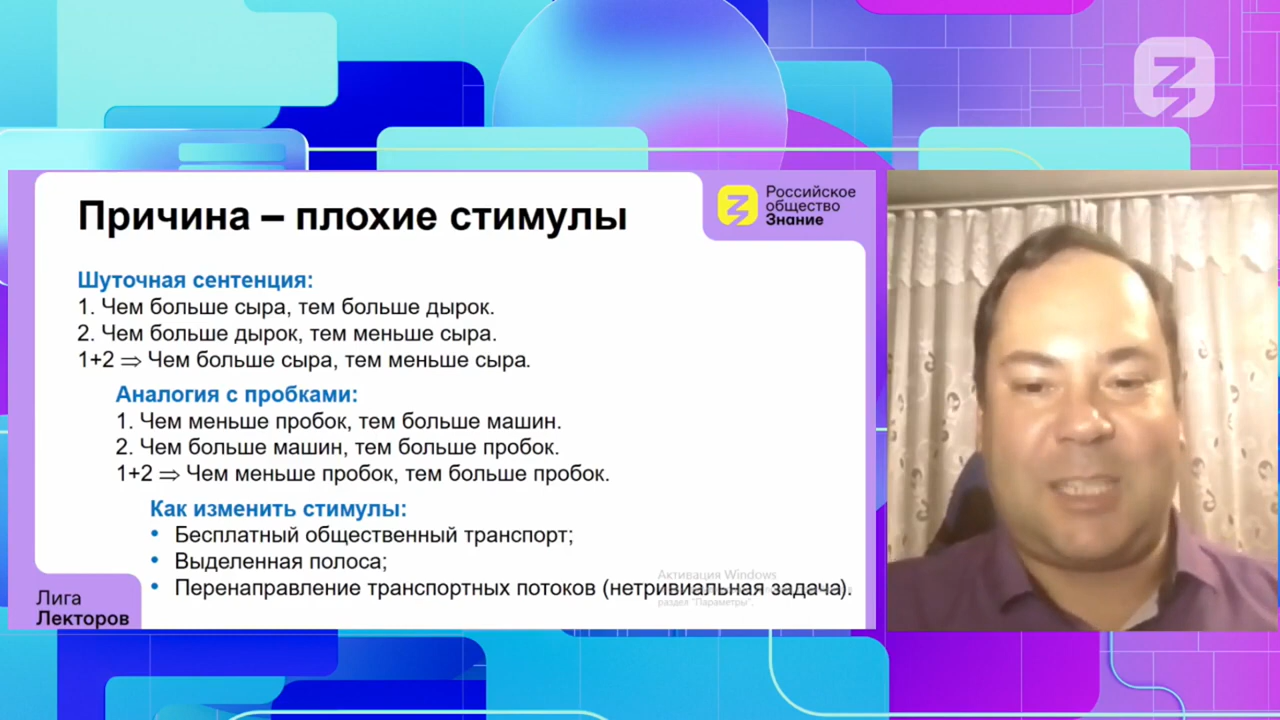 Причина – плохие стимулы
Российское
общество
Знание
Шуточная сентенция:
1. Чем больше сыра, тем больше дырок.
2. Чем больше дырок, тем меньше сыра.
1+2 ⇒ Чем больше сыра, тем меньше сыра.
Аналогия с пробками:
1. Чем меньше пробок, тем больше машин.
2. Чем больше машин, тем больше пробок.
1+2 ⇒ Чем меньше пробок, тем больше пробок.
Как изменить стимулы:
• Бесплатный общественный транспорт;
• Выделенная полоса;
• Перенаправление транспортных потоков (нетривиальная задача).
Активация Windows
раздел "Параметры".
Лига
Лекторов